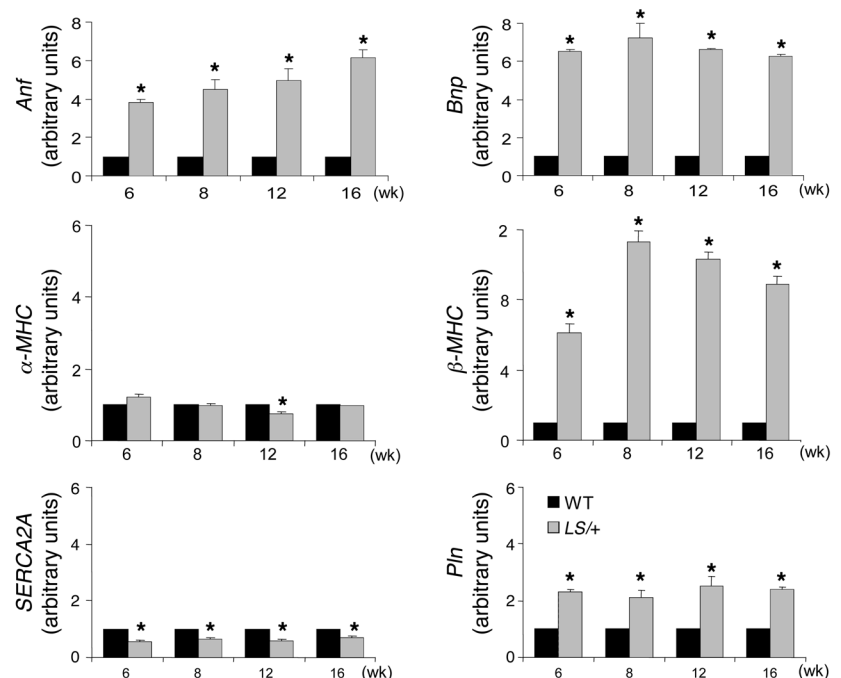 Anf
(arbitrary units)
8
6
4
2
0
* * * *
6 8 12 16 (wk)
Bnp
(arbitrary units)
8
6
4
2
0
* * * *
6 8 12 16 (wk)
α-MHC
(arbitrary units)
6
4
2
0
*
6 8 12 16 (wk)
β-MHC
(arbitrary units)
2
8
4
0
* * * *
6 8 12 16 (wk)
SERCA2A
(arbitrary units)
6
4
2
0
* * * *
6 8 12 16 (wk)
Pln
(arbitrary units)
6
4
2
0
WT
LS/+
* * * *
6 8 12 16 (wk)